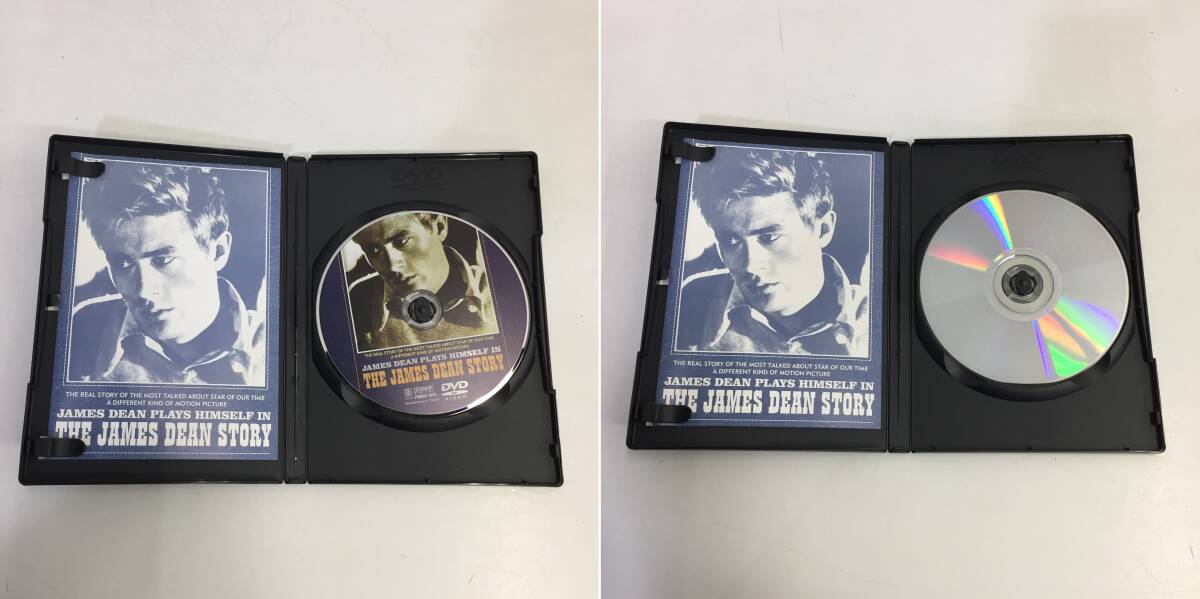 THE REAL STORY OF THE MOST TALKED ABOUT STAR OF OUR TIME
A DIFFERENT KIND OF MOTION PICTURE
JAMES DEAN PLAYS HIMSELF IN
THE JAMES DEAN STORY
DVD
THE REAL STORY OF THE MOST TALKED ABOUT STAR OF OUR TIME
A DIFFERENT KIND OF MOTION PICTURE
JAMES DEAN PLAYS HIMSELF IN
THE JAMES DEAN STORY
DVD
VIDEO
THE REAL STORY OF THE MOST TALKED ABOUT STAR OF OUR TIME
A DIFFERENT KIND OF MOTION PICTURE
JAMES DEAN PLAYS HIMSELF IN
THE JAMES DEAN STORY
DVD